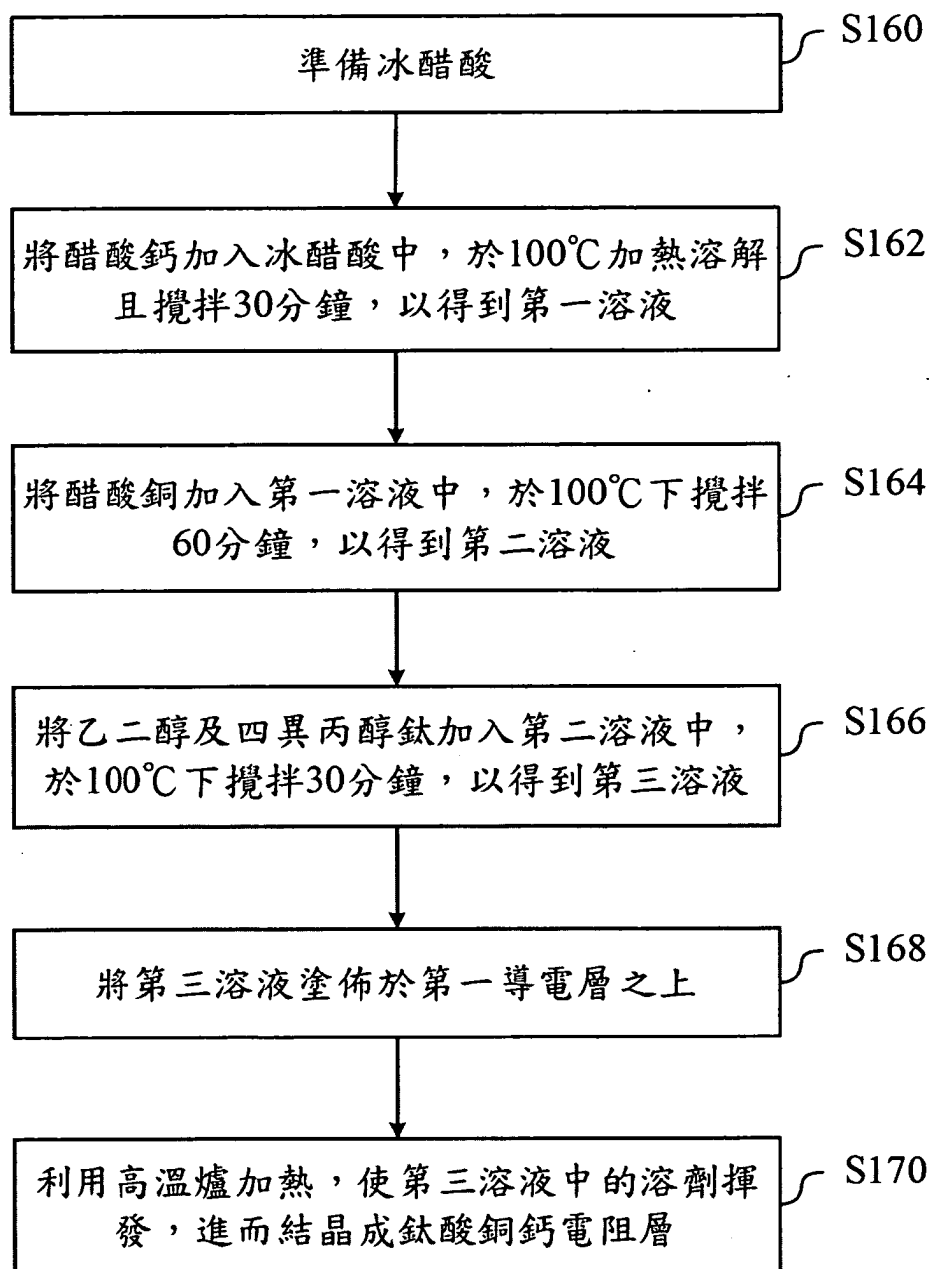 準備冰醋酸
S160
將醋酸鈣加入冰醋酸中,於100℃加熱溶解
且攪拌30分鐘,以得到第一溶液
S162
將醋酸銅加入第一溶液中,於100℃下攪拌
60分鐘,以得到第二溶液
S164
將乙二醇及四異丙醇鈦加入第二溶液中,
於100℃下攪拌30分鐘,以得到第三溶液
S166
將第三溶液塗佈於第一導電層之上
S168
利用高溫爐加熱,使第三溶液中的溶劑揮
發,進而結晶成鈦酸銅鈣電阻層
S170